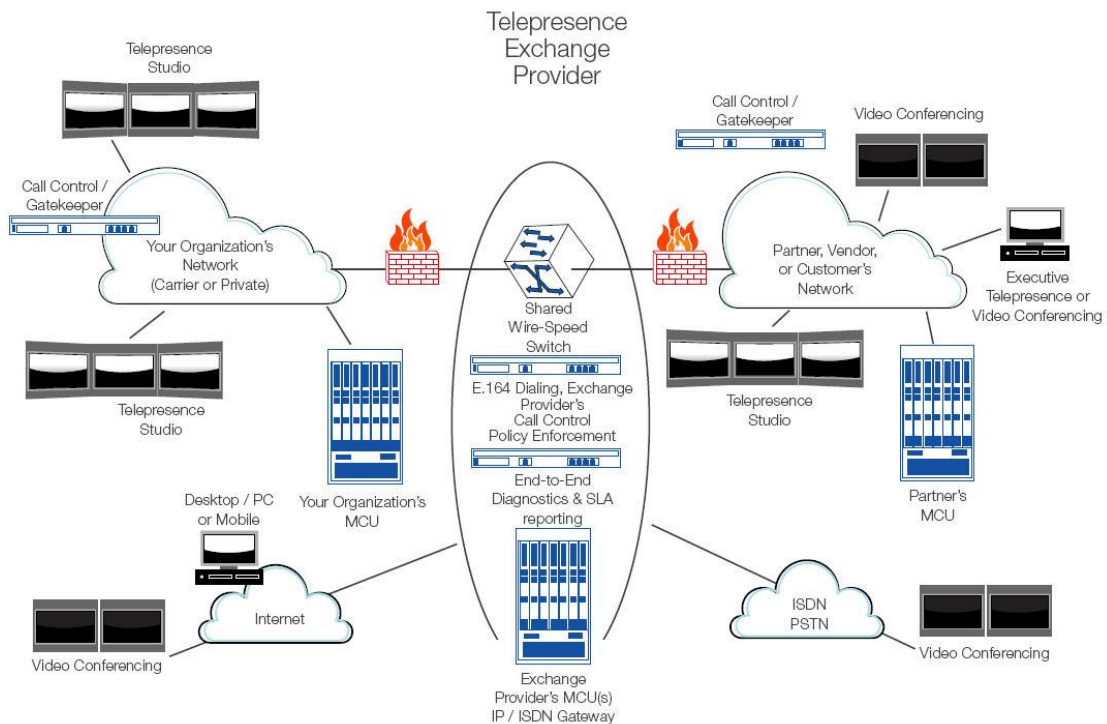 Telepresence
Exchange
Provider
Telepresence
Studio
Call Control /
Gatekeeper
Video Conferencing
Call Control /
Gatekeeper
Your Organization's
Network
(Carrier or Private)
Partner, Vendor,
or Customer's
Network
Executive
Telepresence or
Video Conferencing
Shared
Wire-Speed
Switch
E.164 Dialing, Exchange
Provider's
Call Control
Policy Enforcement
Telepresence
Studio
Telepresence
Studio
End-to-End
Diagnostics & SLA
reporting
Your Organization's
MCU
Partner's
MCU
Desktop / PC
or Mobile
Internet
Video Conferencing
ISDN
PSTN
Video Conferencing
Exchange
Provider's MCU(s)
IP / ISDN Gateway